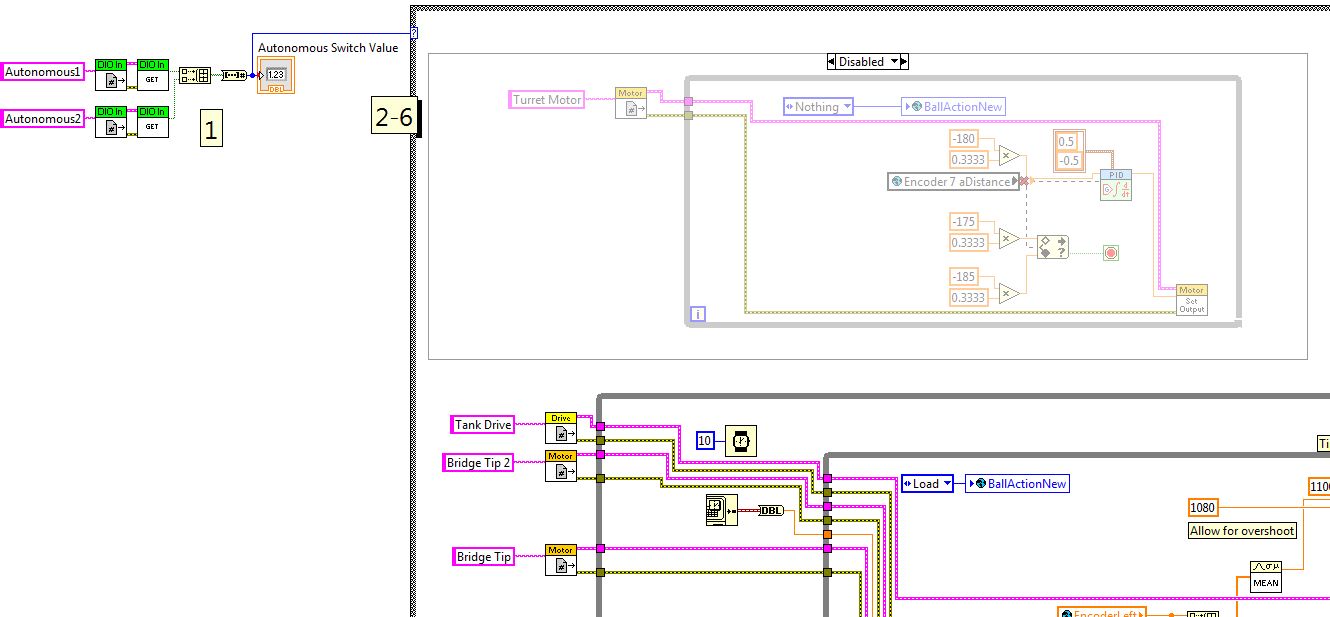 Autonomous Switch Value
Autonomous1
DIO In
DIO In
#
GET
#
1.23
DBL
?
Autonomous2
DIO In
DIO In
#
GET
1
2-6
Disabled
Turret Motor
Motor
#
Nothing
BallActionNew
-180
0.3333
0.5
-0.5
Encoder 7 aDistance
PID
-175
0.3333
?
-185
0.3333
Motor
Set
Output
i
Tank Drive
Drive
#
10
Bridge Tip 2
Motor
#
Load
BallActionNew
DBL
1080
Allow for overshoot
Bridge Tip
Motor
#
MEAN
EncoderLeft